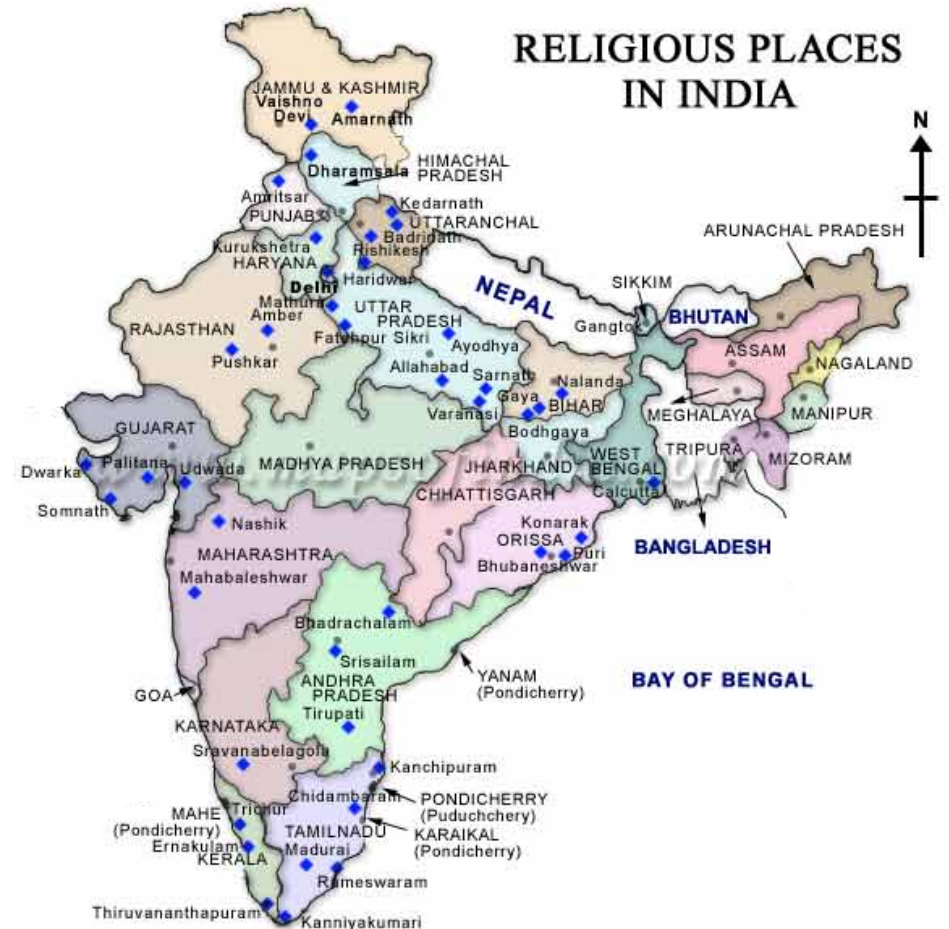 RELIGIOUS PLACES
IN INDIA
N
JAMMU & KASHMIR
Vaishno
Devi
Amarnath
Dharamsala
HIMACHAL
PRADESH
Amritsar
PUNJAB
Kedarnath
UTTARANCHAL
Badrinath
Rishikesh
Kurukshetra
HARYANA
Haridwar
Delhi
ARUNACHAL PRADESH
SIKKIM
NEPAL
Gangtok
BHUTAN
Mathura
Amber
UTTAR
PRADESH
RAJASTHAN
Fatehpur Sikri
Ayodhya
Pushkar
Allahabad
Sarnath
Nalanda
Gaya
BIHAR
Varanasi
Bodhgaya
ASSAM
NAGALAND
MEGHALAYA
MANIPUR
TRIPURA
MIZORAM
GUJARAT
Dwarka
Palitana
Udwada
MADHYA PRADESH
JHARKHAND
WEST
BENGAL
CHHATTISGARH
Calcutta
Somnath
Nashik
Konarak
ORISSA
Puri
Bhubaneshwar
BANGLADESH
MAHARASHTRA
Mahabaleshwar
Bhadrachalam
Srisailam
YANAM
(Pondicherry)
BAY OF BENGAL
GOA
ANDHRA
PRADESH
Tirupati
KARNATAKA
Sravanabelagola
Kanchipuram
Chidambaram
PONDICHERRY
(Puduchchery)
MAHE
(Pondicherry)
Trichur
TAMILNADU
KARAIKAL
(Pondicherry)
Ernakulam
KERALA
Madurai
Rameswaram
Thiruvananthapuram
Kanniyakumari